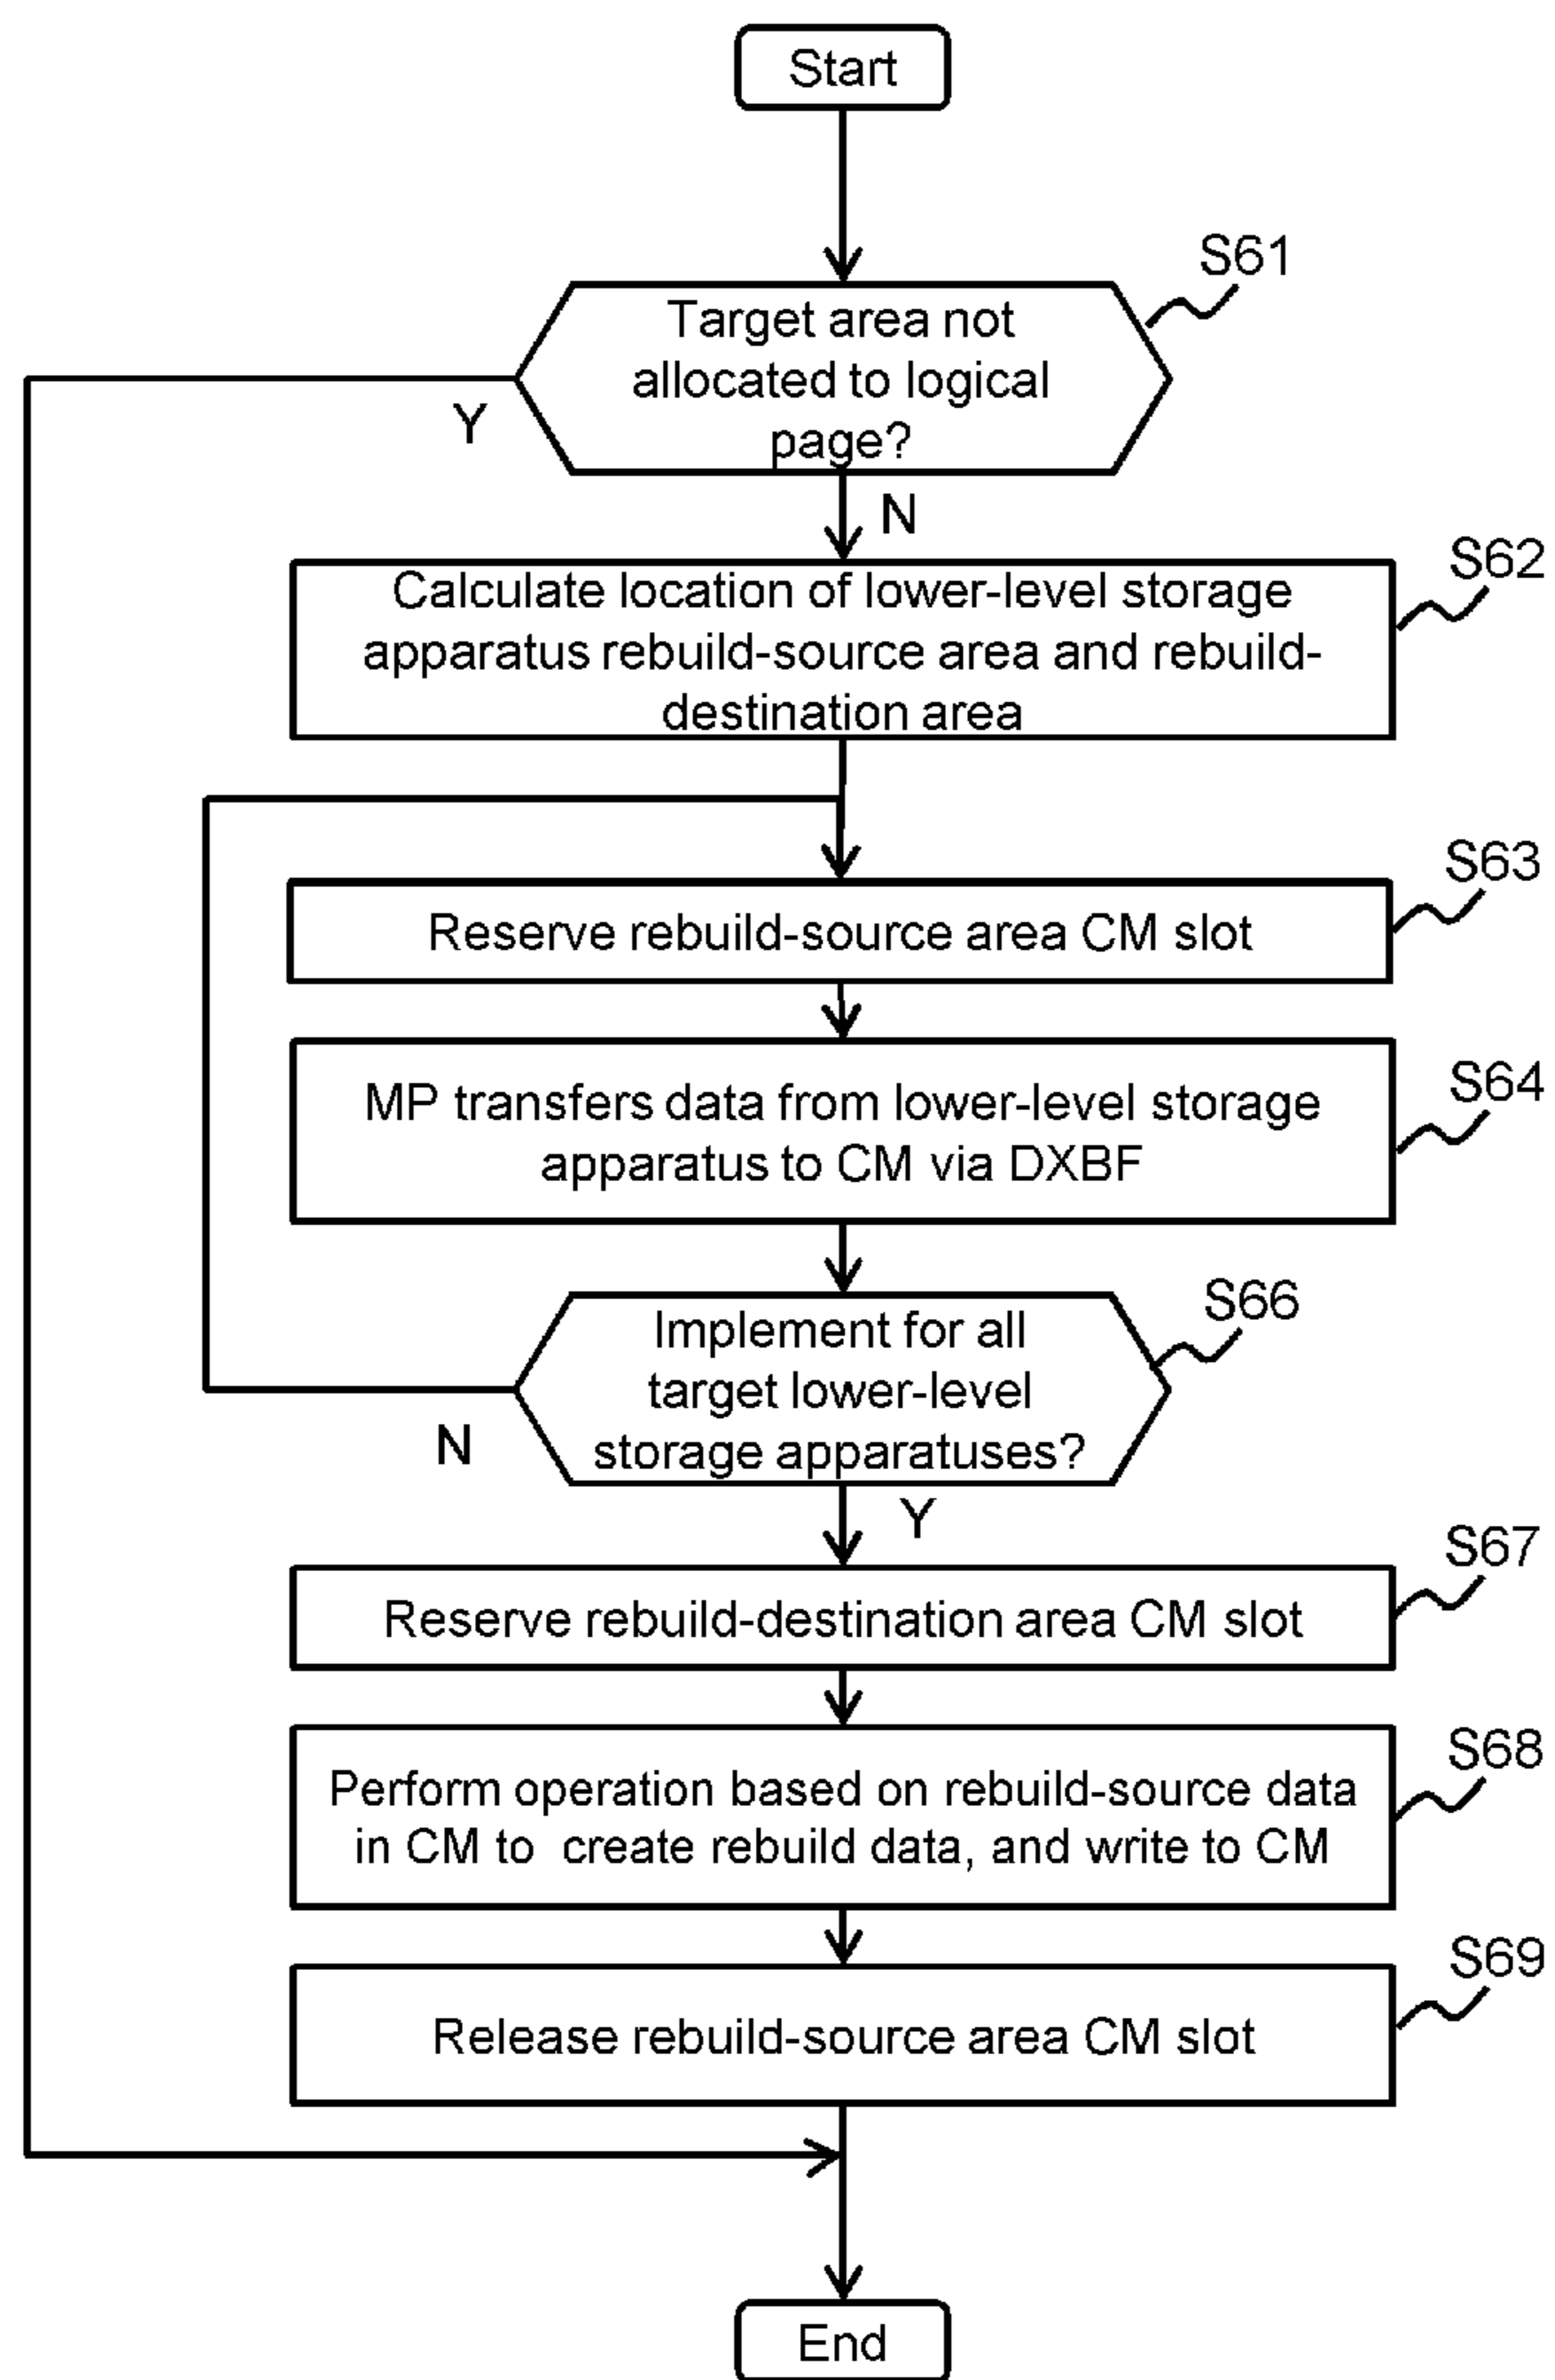 Start
S61
Target area not
allocated to logical
page?
Y
N
S62
Calculate location of lower-level storage
apparatus rebuild-source area and rebuild-
destination area
S63
Reserve rebuild-source area CM slot
S64
MP transfers data from lower-level storage
apparatus to CM via DXBF
S66
Implement for all
target lower-level
storage apparatuses?
N
Y
S67
Reserve rebuild-destination area CM slot
S68
Perform operation based on rebuild-source data
in CM to create rebuild data, and write to CM
S69
Release rebuild-source area CM slot
End